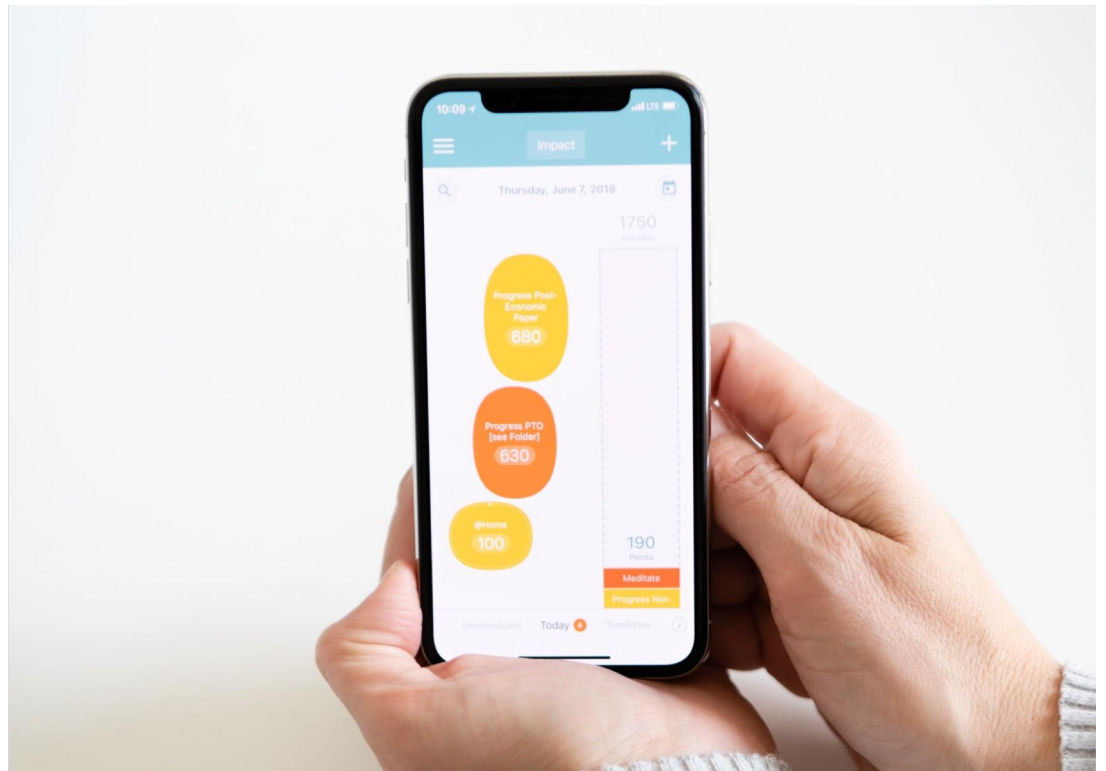 10:09
LTE
Impact
Thursday, June 7, 2018
1750
Possible
Progress Post-
Economic
Paper
680
Progress PTO
[see Folder]
630
@Home
100
190
Points
Meditate
Progress Not-
Unscheduled
Today 4
Tomorrow
i